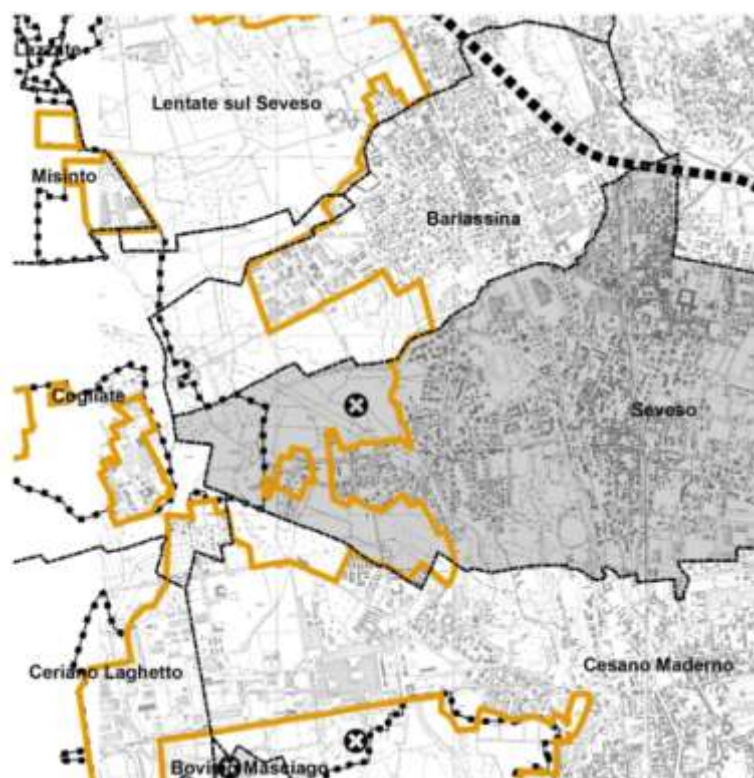 Lazzate
Lentate sul Seveso
Misinto
Barlassina
Cogliate
Seveso
Ceriano Laghetto
Cesano Maderno
Bovisio Masciago